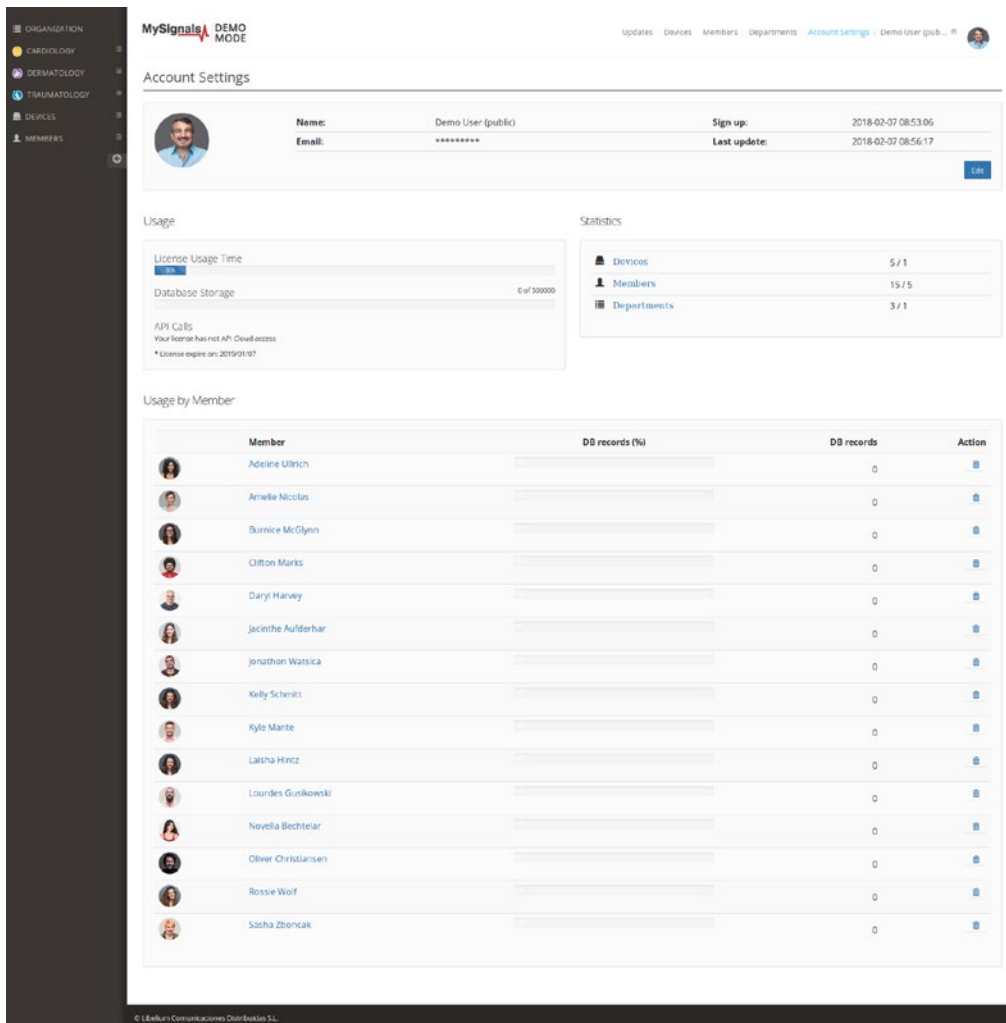 ORGANIZATION
CARDIOLOGY
DERMATOLOGY
TRAUMATOLOGY
DEVICES
MEMBERS
MySignals DEMO MODE
Updates Devices Members Departments Account Settings Demo User (pub...
Account Settings
Name: Demo User (public) Sign up: 2018-02-07 08:53:06
Email: ********* Last update: 2018-02-07 08:56:17
Edit
Usage
License Usage Time
Database Storage 0 of 500000
API Calls
Your license has not API Cloud access
* License expire on: 2019/01/07
Statistics
Devices 5 / 1
Members 15 / 5
Departments 3 / 1
Usage by Member
Member DB records (%) DB records Action
Adeline Ullrich 0
Amelie Nicolas 0
Burnice McGlynn 0
Clifton Marks 0
Daryl Harvey 0
Jacinthe Aufderhar 0
Jonathon Watsica 0
Kelly Schmitt 0
Kyle Mante 0
Laisha Hintz 0
Lourdes Gusikowski 0
Novella Bechtelar 0
Oliver Christiansen 0
Rossie Wolf 0
Sasha Zboncak 0
© Libelium Comunicaciones Distribuidas S.L.